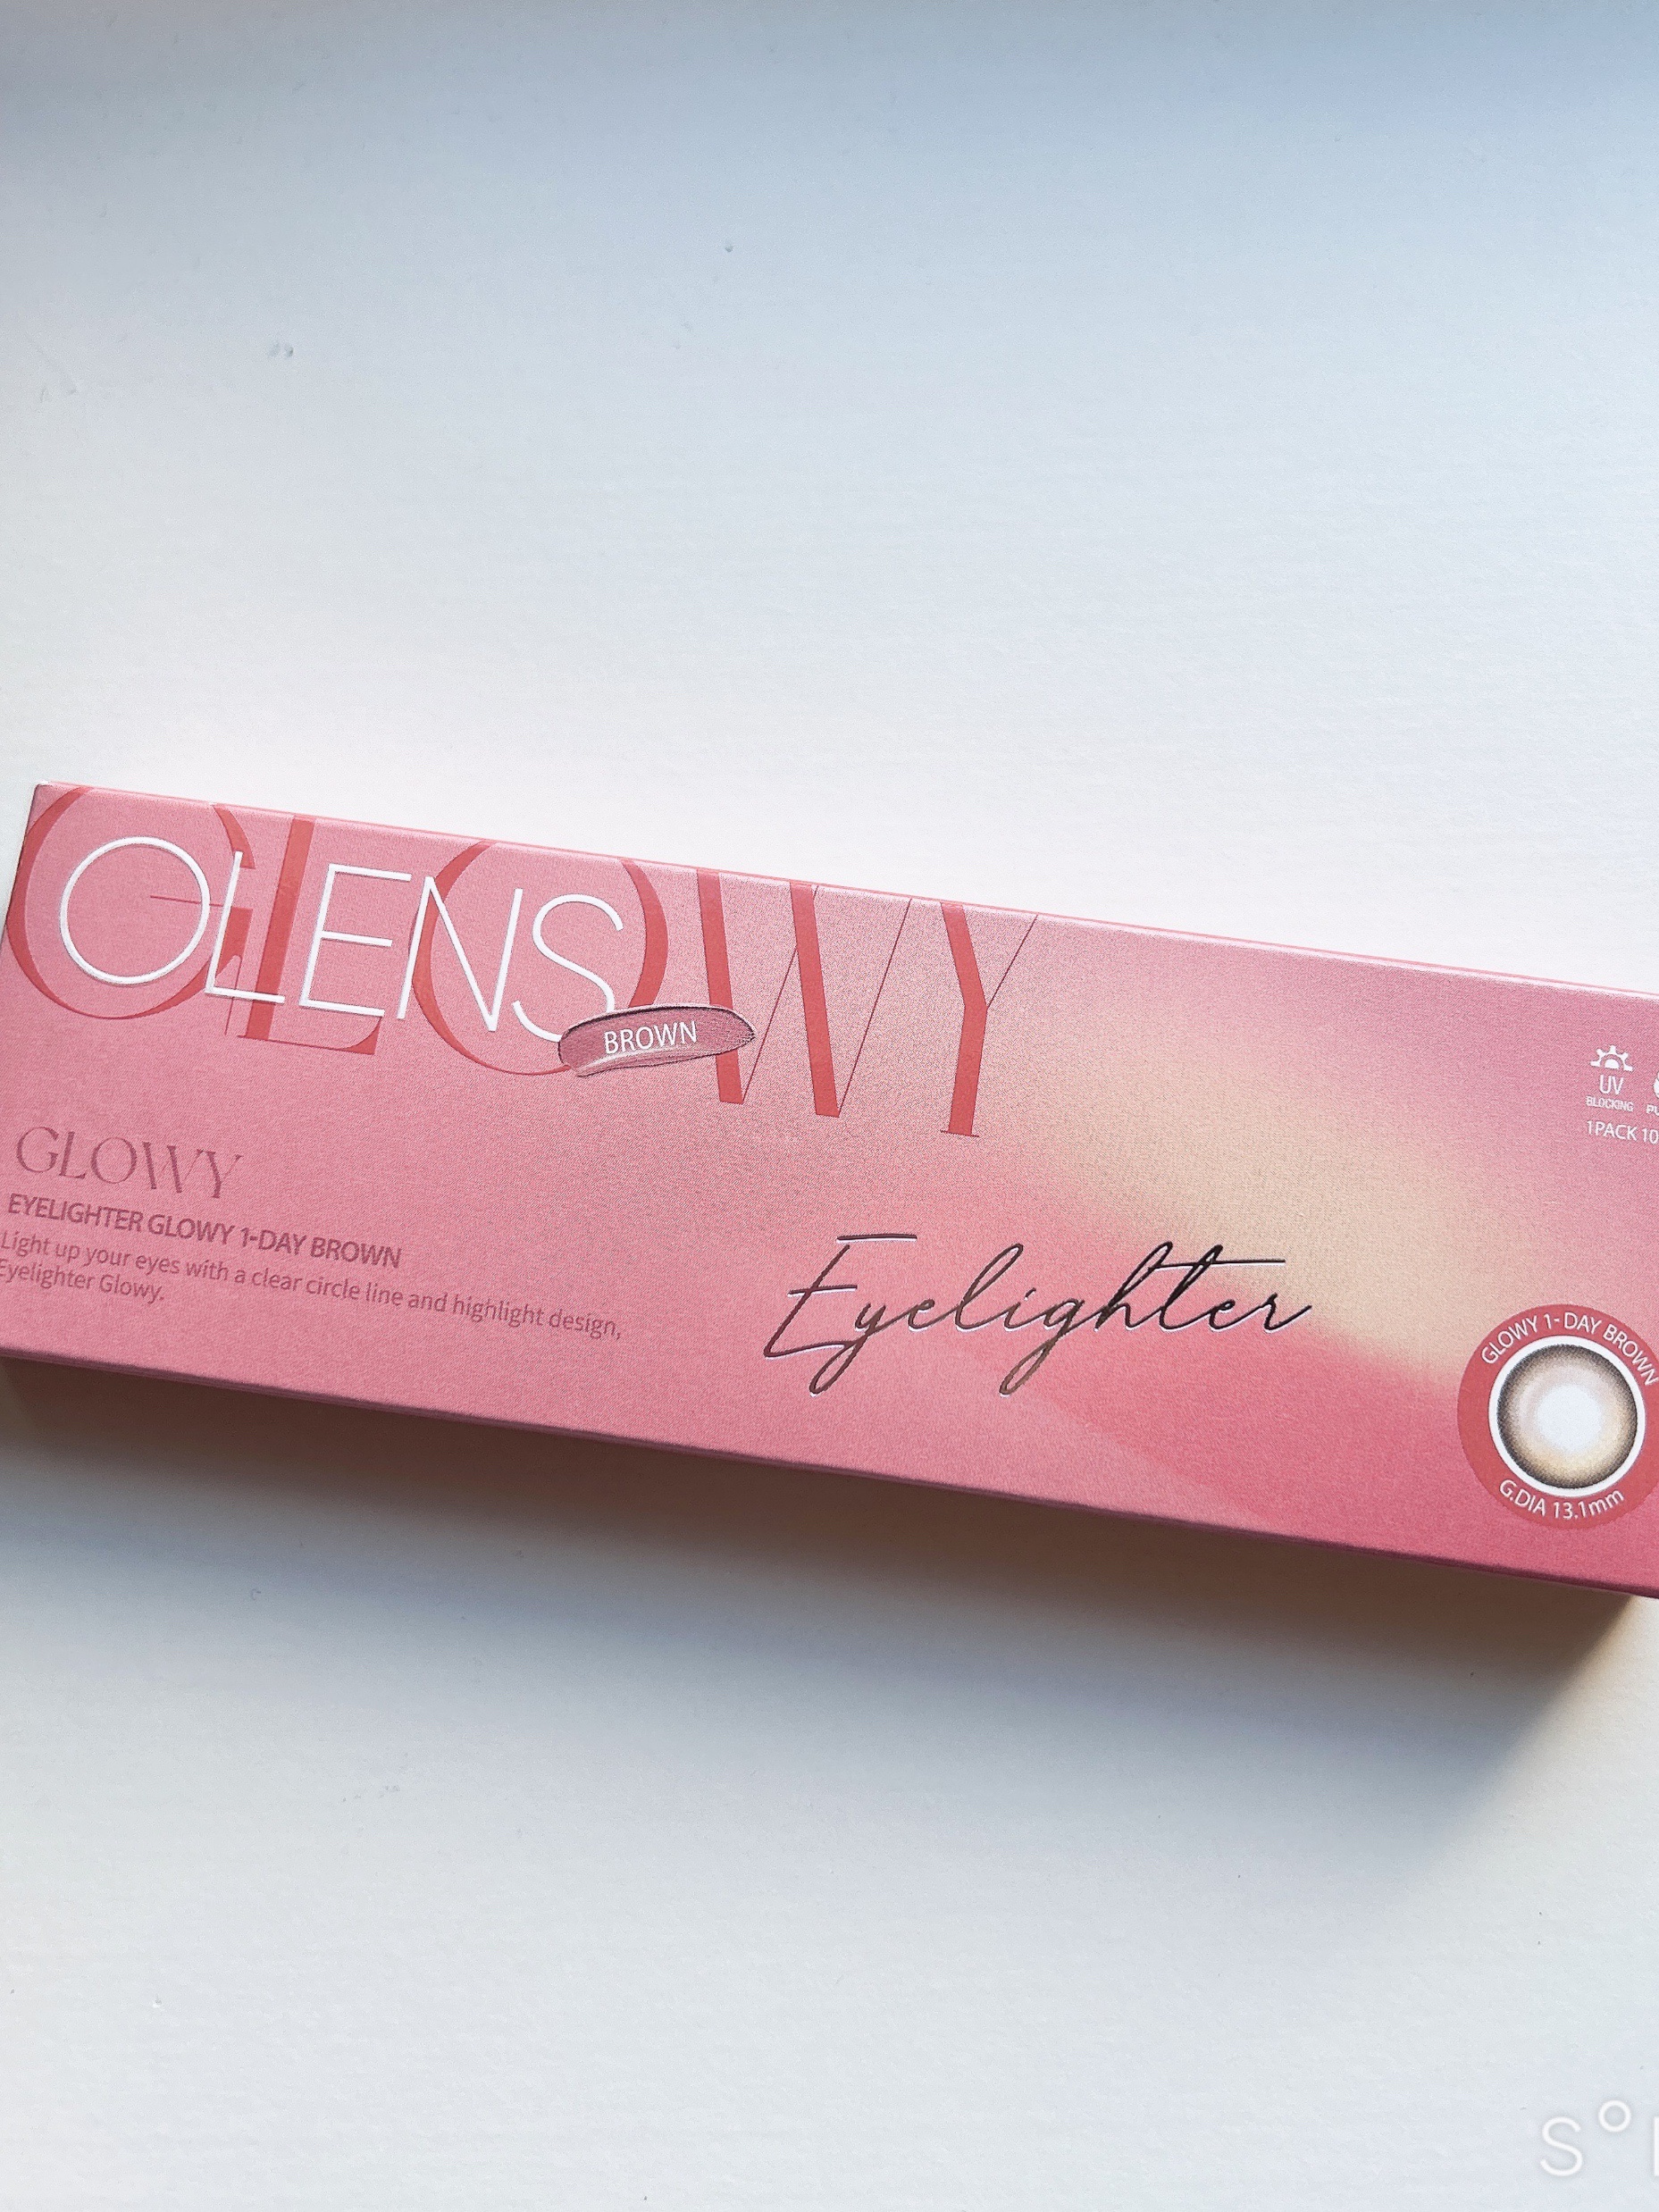 GLOWY
OLENS
BROWN
UV
BLOCKING
1PACK 10
GLOWY
EYELIGHTER GLOWY 1-DAY BROWN
Light up your eyes with a clear circle line and highlight design,
Eyelighter Glowy.
Eyelighter
GLOWY 1-DAY BROWN
G.DIA 13.1mm